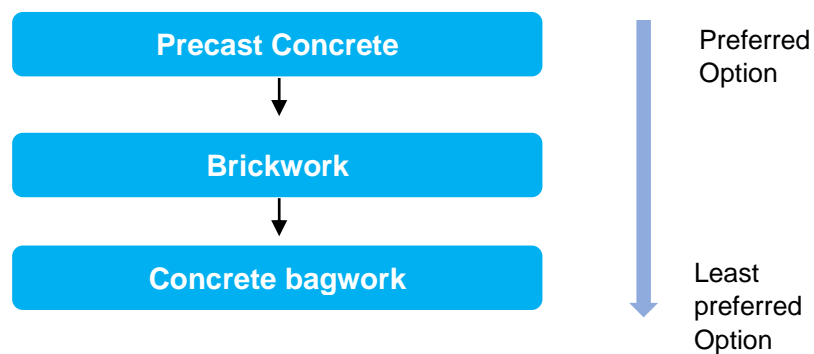 Precast Concrete
Preferred
Option
Brickwork
Concrete bagwork
Least
preferred
Option